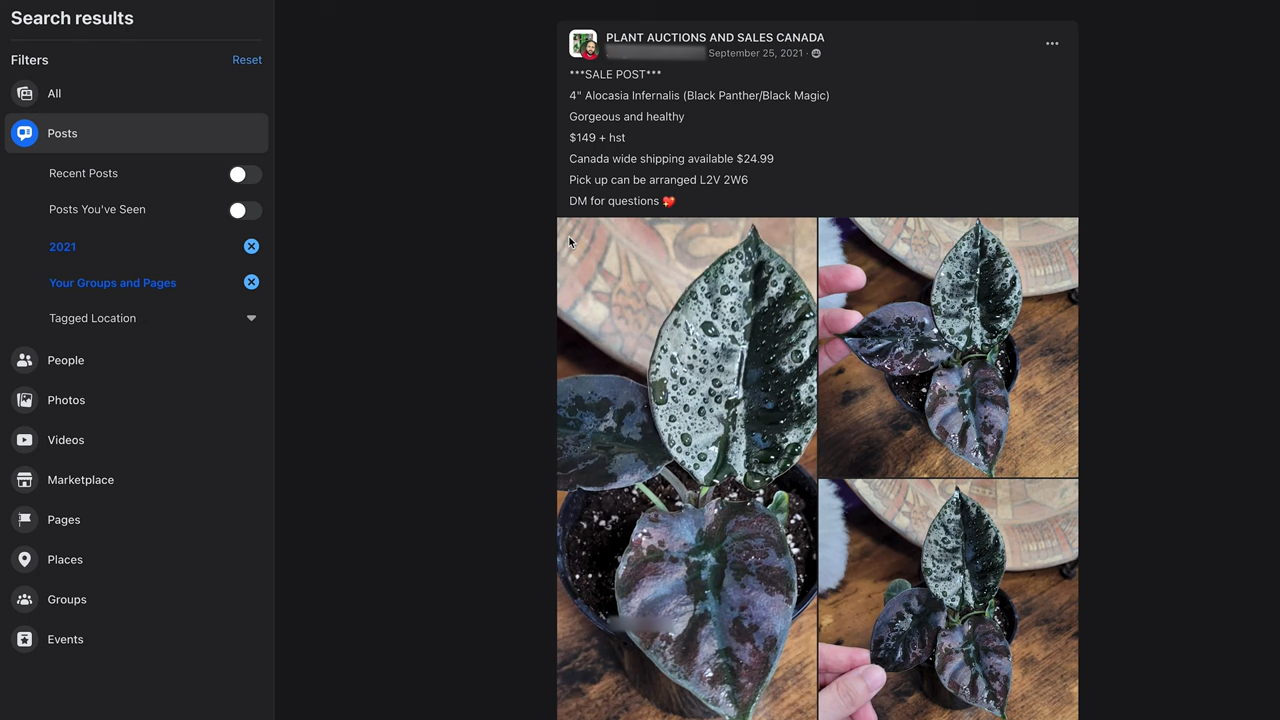 Search results
Filters
Reset
All
Posts
Recent Posts
Posts You've Seen
2021
Your Groups and Pages
Tagged Location
People
Photos
Videos
Marketplace
Pages
Places
Groups
Events
PLANT AUCTIONS AND SALES CANADA
September 25, 2021 ·
***SALE POST***
4" Alocasia Infernalis (Black Panther/Black Magic)
Gorgeous and healthy
$149 + hst
Canada wide shipping available $24.99
Pick up can be arranged L2V 2W6
DM for questions 💖